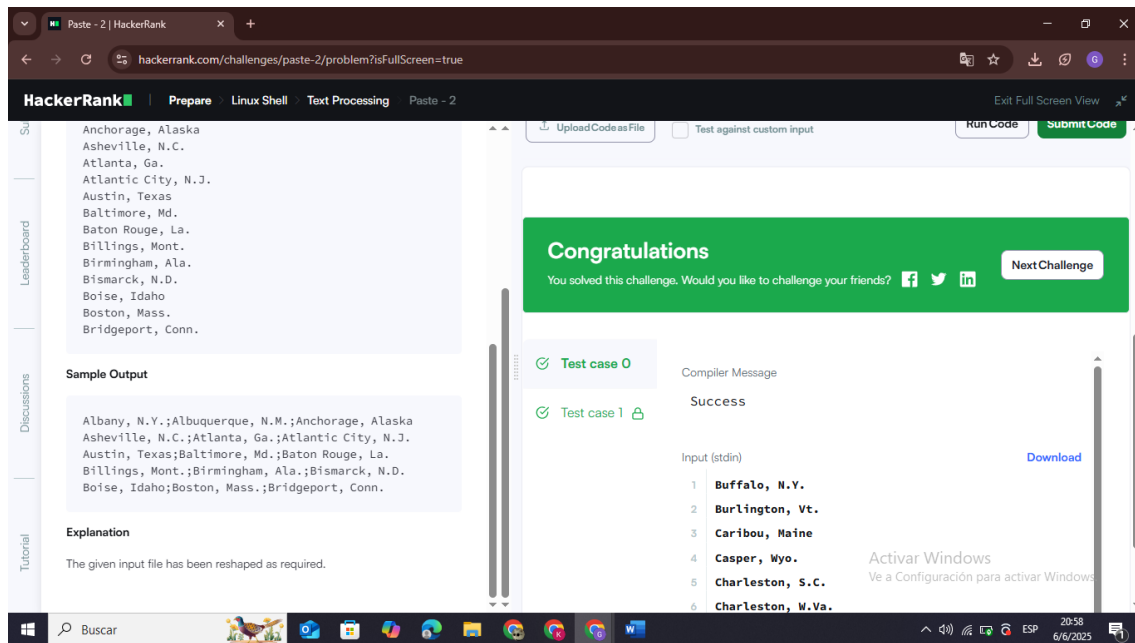 Paste - 2 | HackerRank
hackerrank.com/challenges/paste-2/problem?isFullScreen=true
G
HackerRank | Prepare > Linux Shell > Text Processing > Paste - 2
Exit Full Screen View
Su
Leaderboard
Discussions
Tutorial
Anchorage, Alaska
Asheville, N.C.
Atlanta, Ga.
Atlantic City, N.J.
Austin, Texas
Baltimore, Md.
Baton Rouge, La.
Billings, Mont.
Birmingham, Ala.
Bismarck, N.D.
Boise, Idaho
Boston, Mass.
Bridgeport, Conn.
Sample Output
Albany, N.Y.;Albuquerque, N.M.;Anchorage, Alaska
Asheville, N.C.;Atlanta, Ga.;Atlantic City, N.J.
Austin, Texas;Baltimore, Md.;Baton Rouge, La.
Billings, Mont.;Birmingham, Ala.;Bismarck, N.D.
Boise, Idaho;Boston, Mass.;Bridgeport, Conn.
Explanation
The given input file has been reshaped as required.
Upload Code as File
Test against custom input
Run Code
Submit Code
Congratulations
You solved this challenge. Would you like to challenge your friends?
Next Challenge
Test case 0
Test case 1
Compiler Message
Success
Input (stdin)
Download
1 Buffalo, N.Y.
2 Burlington, Vt.
3 Caribou, Maine
4 Casper, Wyo.
5 Charleston, S.C.
6 Charleston, W.Va.
Activar Windows
Ve a Configuración para activar Windows
Buscar
ESP
20:58
6/6/2025